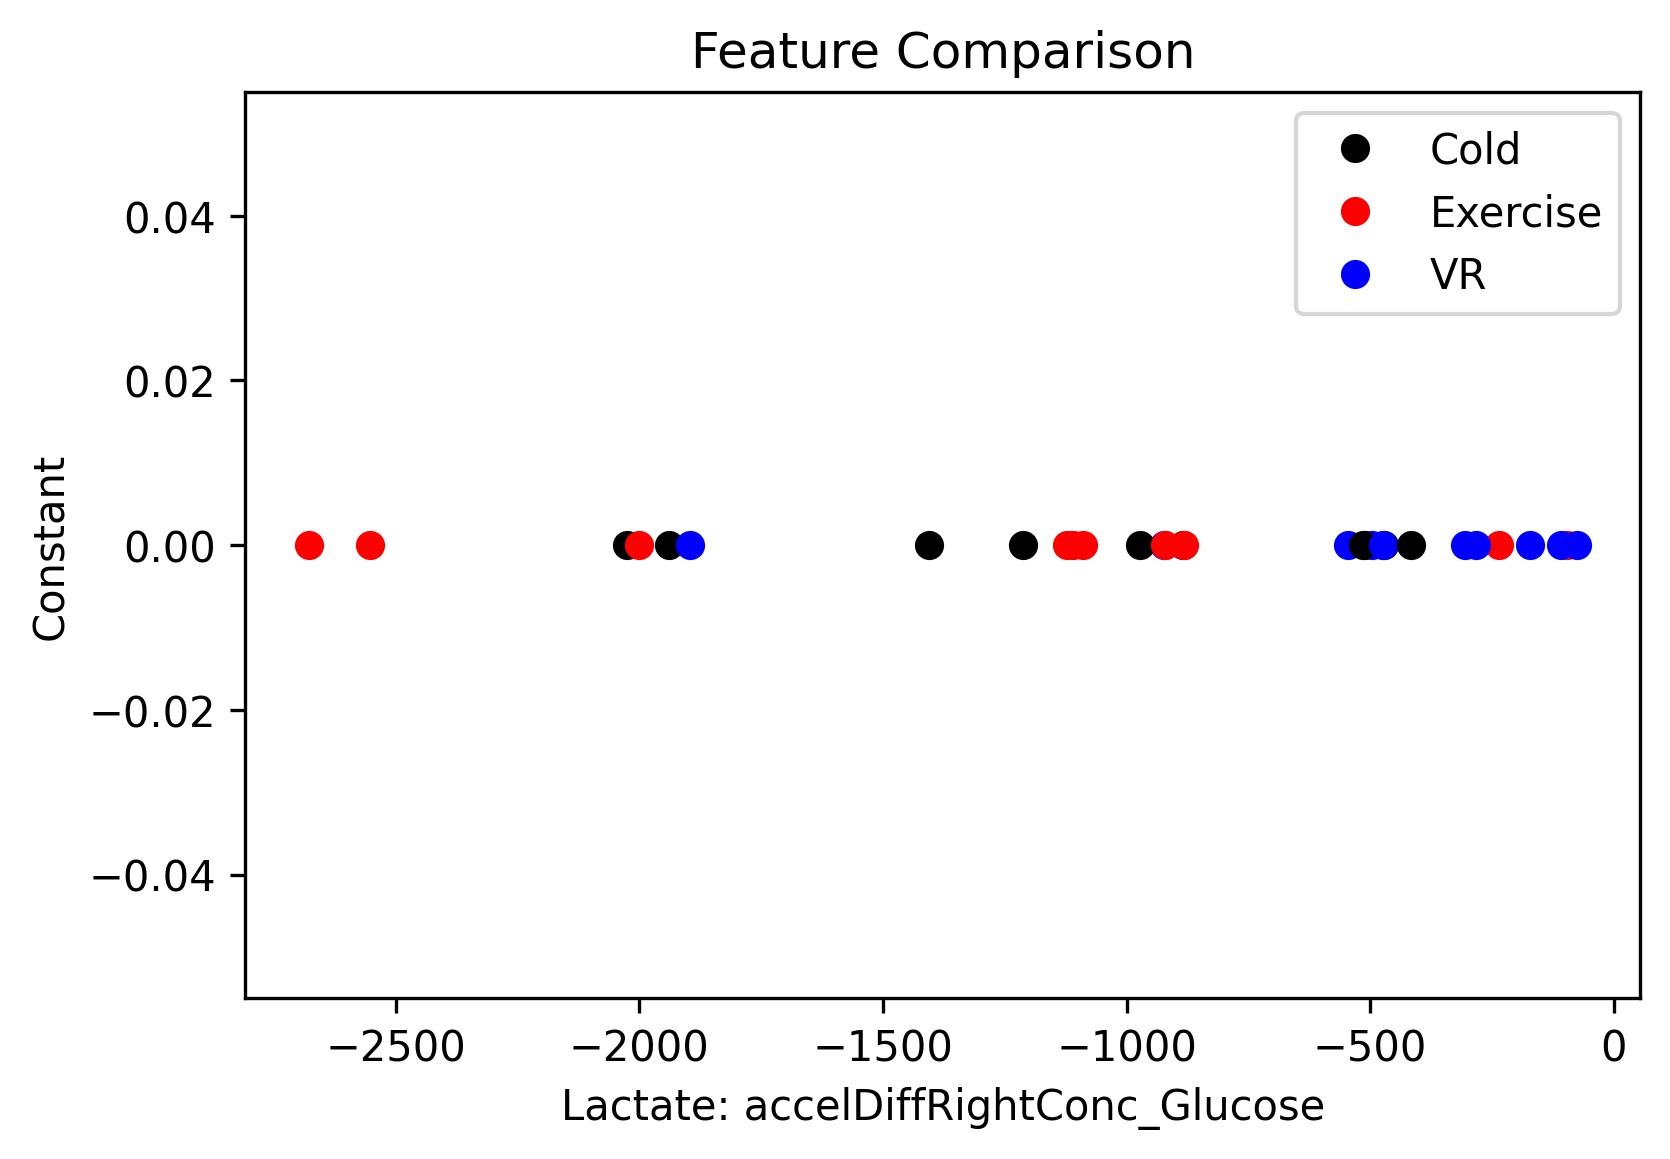 Feature Comparison
Cold
Exercise
VR
0.04
0.02
0.00
−0.02
−0.04
Constant
−2500 −2000 −1500 −1000 −500 0
Lactate: accelDiffRightConc_Glucose